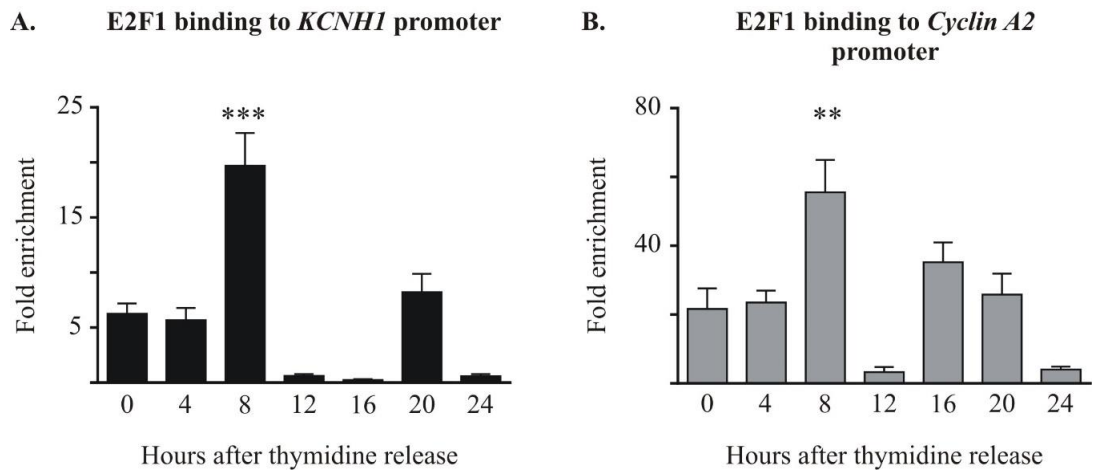 A.
E2F1 binding to KCNH1 promoter
25
15
5
Fold enrichment
***
0 4 8 12 16 20 24
Hours after thymidine release
B.
E2F1 binding to Cyclin A2
promoter
80
40
Fold enrichment
**
0 4 8 12 16 20 24
Hours after thymidine release